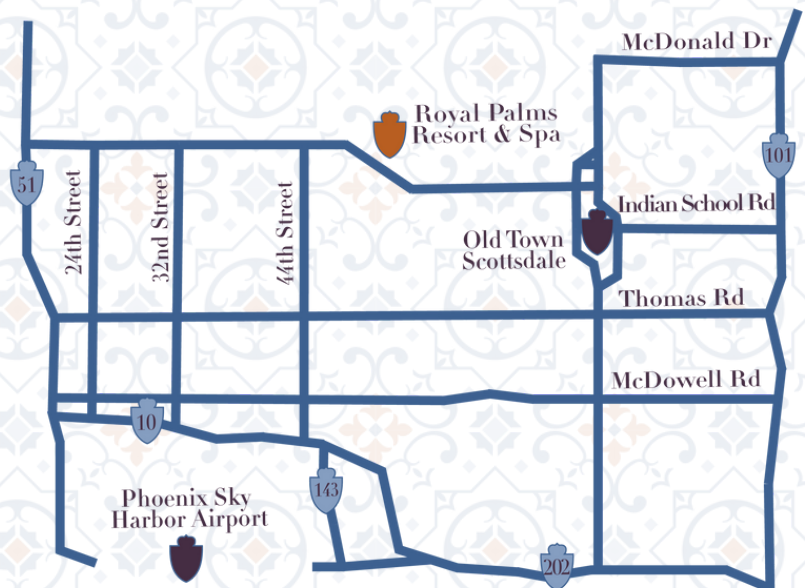 McDonald Dr
Royal Palms
Resort & Spa
101
51
24th Street
32nd Street
44th Street
Indian School Rd
Old Town
Scottsdale
Thomas Rd
McDowell Rd
10
143
Phoenix Sky
Harbor Airport
202